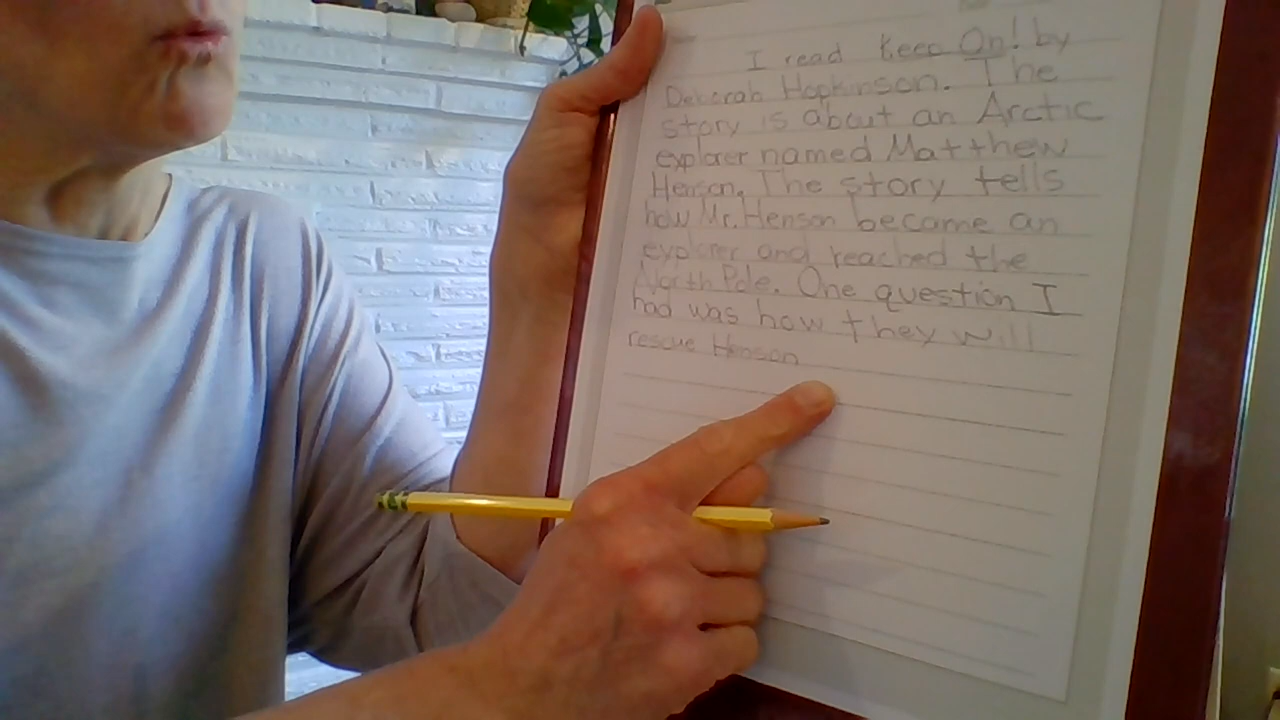 I read Keep On! by
Deborah Hopkinson. The
story is about an Arctic
explorer named Matthew
Henson. The story tells
how Mr. Henson became an
explorer and reached the
North Pole. One question I
had was how they will
rescue Henson